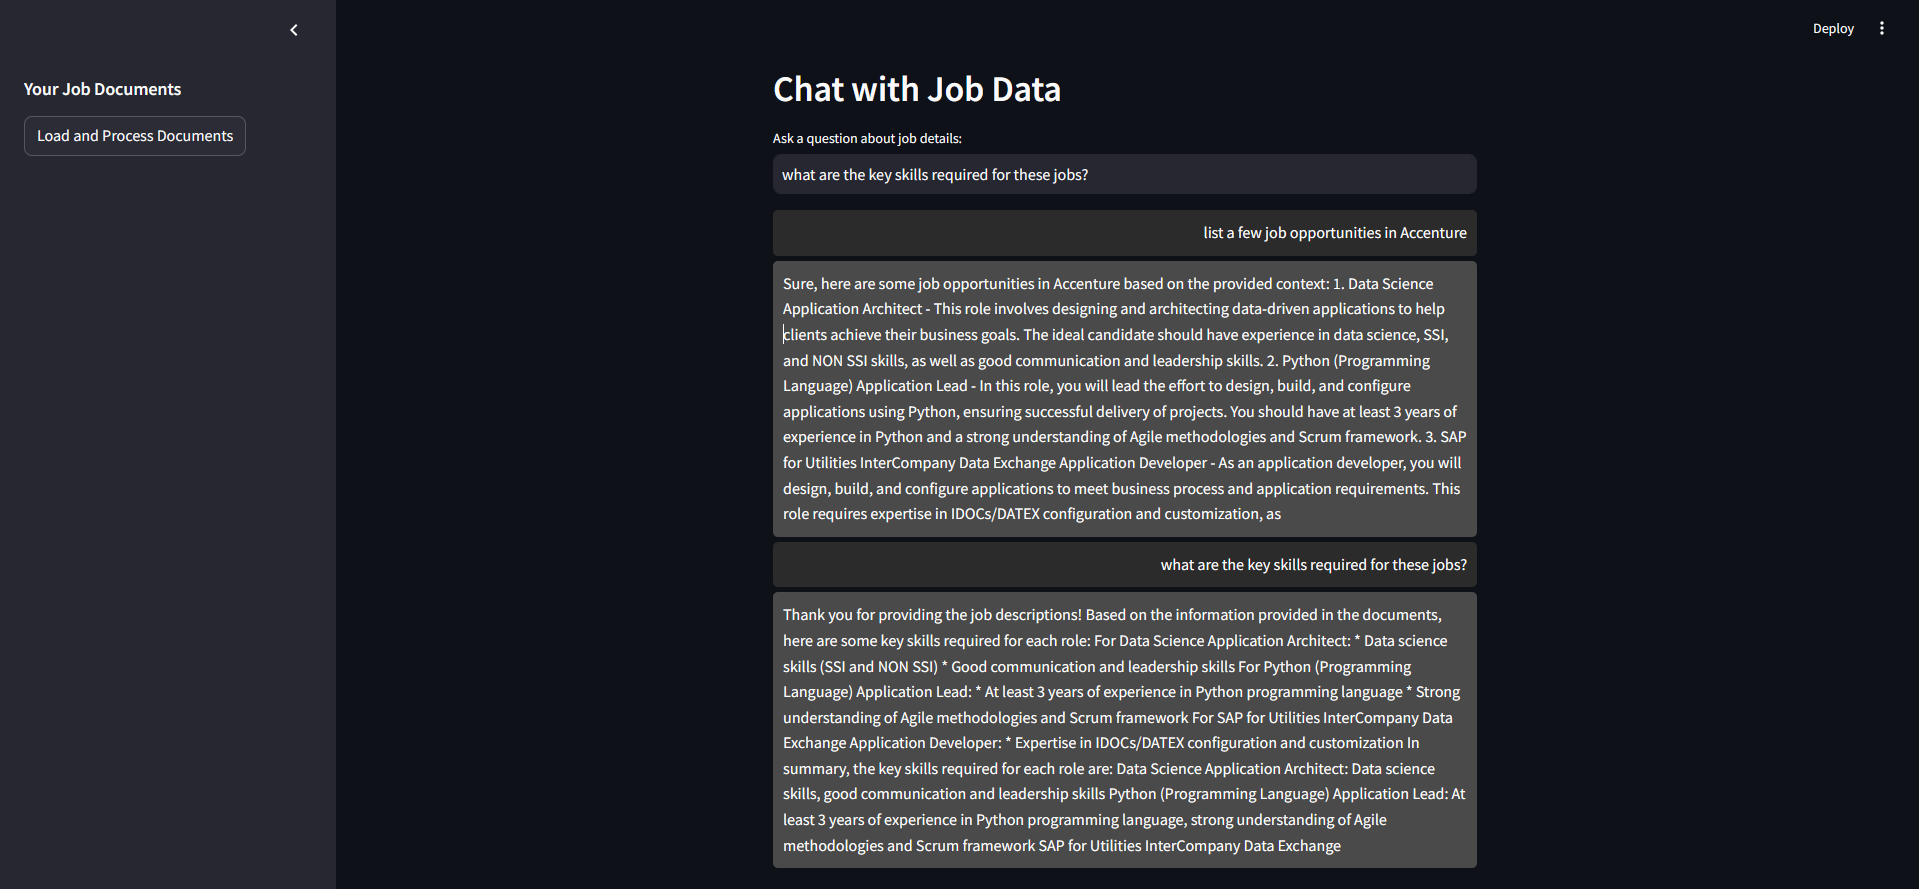 Deploy
Your Job Documents
Load and Process Documents
Chat with Job Data
Ask a question about job details:
what are the key skills required for these jobs?
list a few job opportunities in Accenture
Sure, here are some job opportunities in Accenture based on the provided context: 1. Data Science
Application Architect - This role involves designing and architecting data-driven applications to help
clients achieve their business goals. The ideal candidate should have experience in data science, SSI,
and NON SSI skills, as well as good communication and leadership skills. 2. Python (Programming
Language) Application Lead - In this role, you will lead the effort to design, build, and configure
applications using Python, ensuring successful delivery of projects. You should have at least 3 years of
experience in Python and a strong understanding of Agile methodologies and Scrum framework. 3. SAP
for Utilities InterCompany Data Exchange Application Developer - As an application developer, you will
design, build, and configure applications to meet business process and application requirements. This
role requires expertise in IDOCs/DATEX configuration and customization, as
what are the key skills required for these jobs?
Thank you for providing the job descriptions! Based on the information provided in the documents,
here are some key skills required for each role: For Data Science Application Architect: * Data science
skills (SSI and NON SSI) * Good communication and leadership skills For Python (Programming
Language) Application Lead: * At least 3 years of experience in Python programming language * Strong
understanding of Agile methodologies and Scrum framework For SAP for Utilities InterCompany Data
Exchange Application Developer: * Expertise in IDOCs/DATEX configuration and customization In
summary, the key skills required for each role are: Data Science Application Architect: Data science
skills, good communication and leadership skills Python (Programming Language) Application Lead: At
least 3 years of experience in Python programming language, strong understanding of Agile
methodologies and Scrum framework SAP for Utilities InterCompany Data Exchange